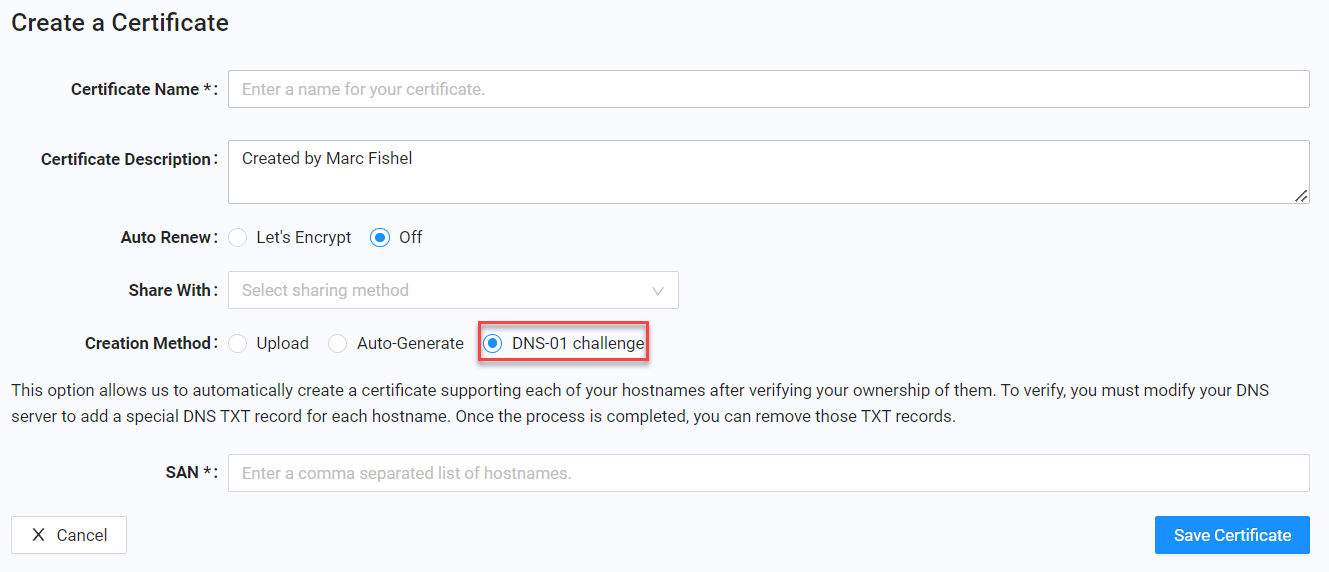 Create a Certificate
Certificate Name * :
Enter a name for your certificate.
Certificate Description :
Created by Marc Fishel
Auto Renew : Let's Encrypt Off
Share With : Select sharing method
Creation Method : Upload Auto-Generate DNS-01 challenge
This option allows us to automatically create a certificate supporting each of your hostnames after verifying your ownership of them. To verify, you must modify your DNS
server to add a special DNS TXT record for each hostname. Once the process is completed, you can remove those TXT records.
SAN * : Enter a comma separated list of hostnames.
Cancel Save Certificate